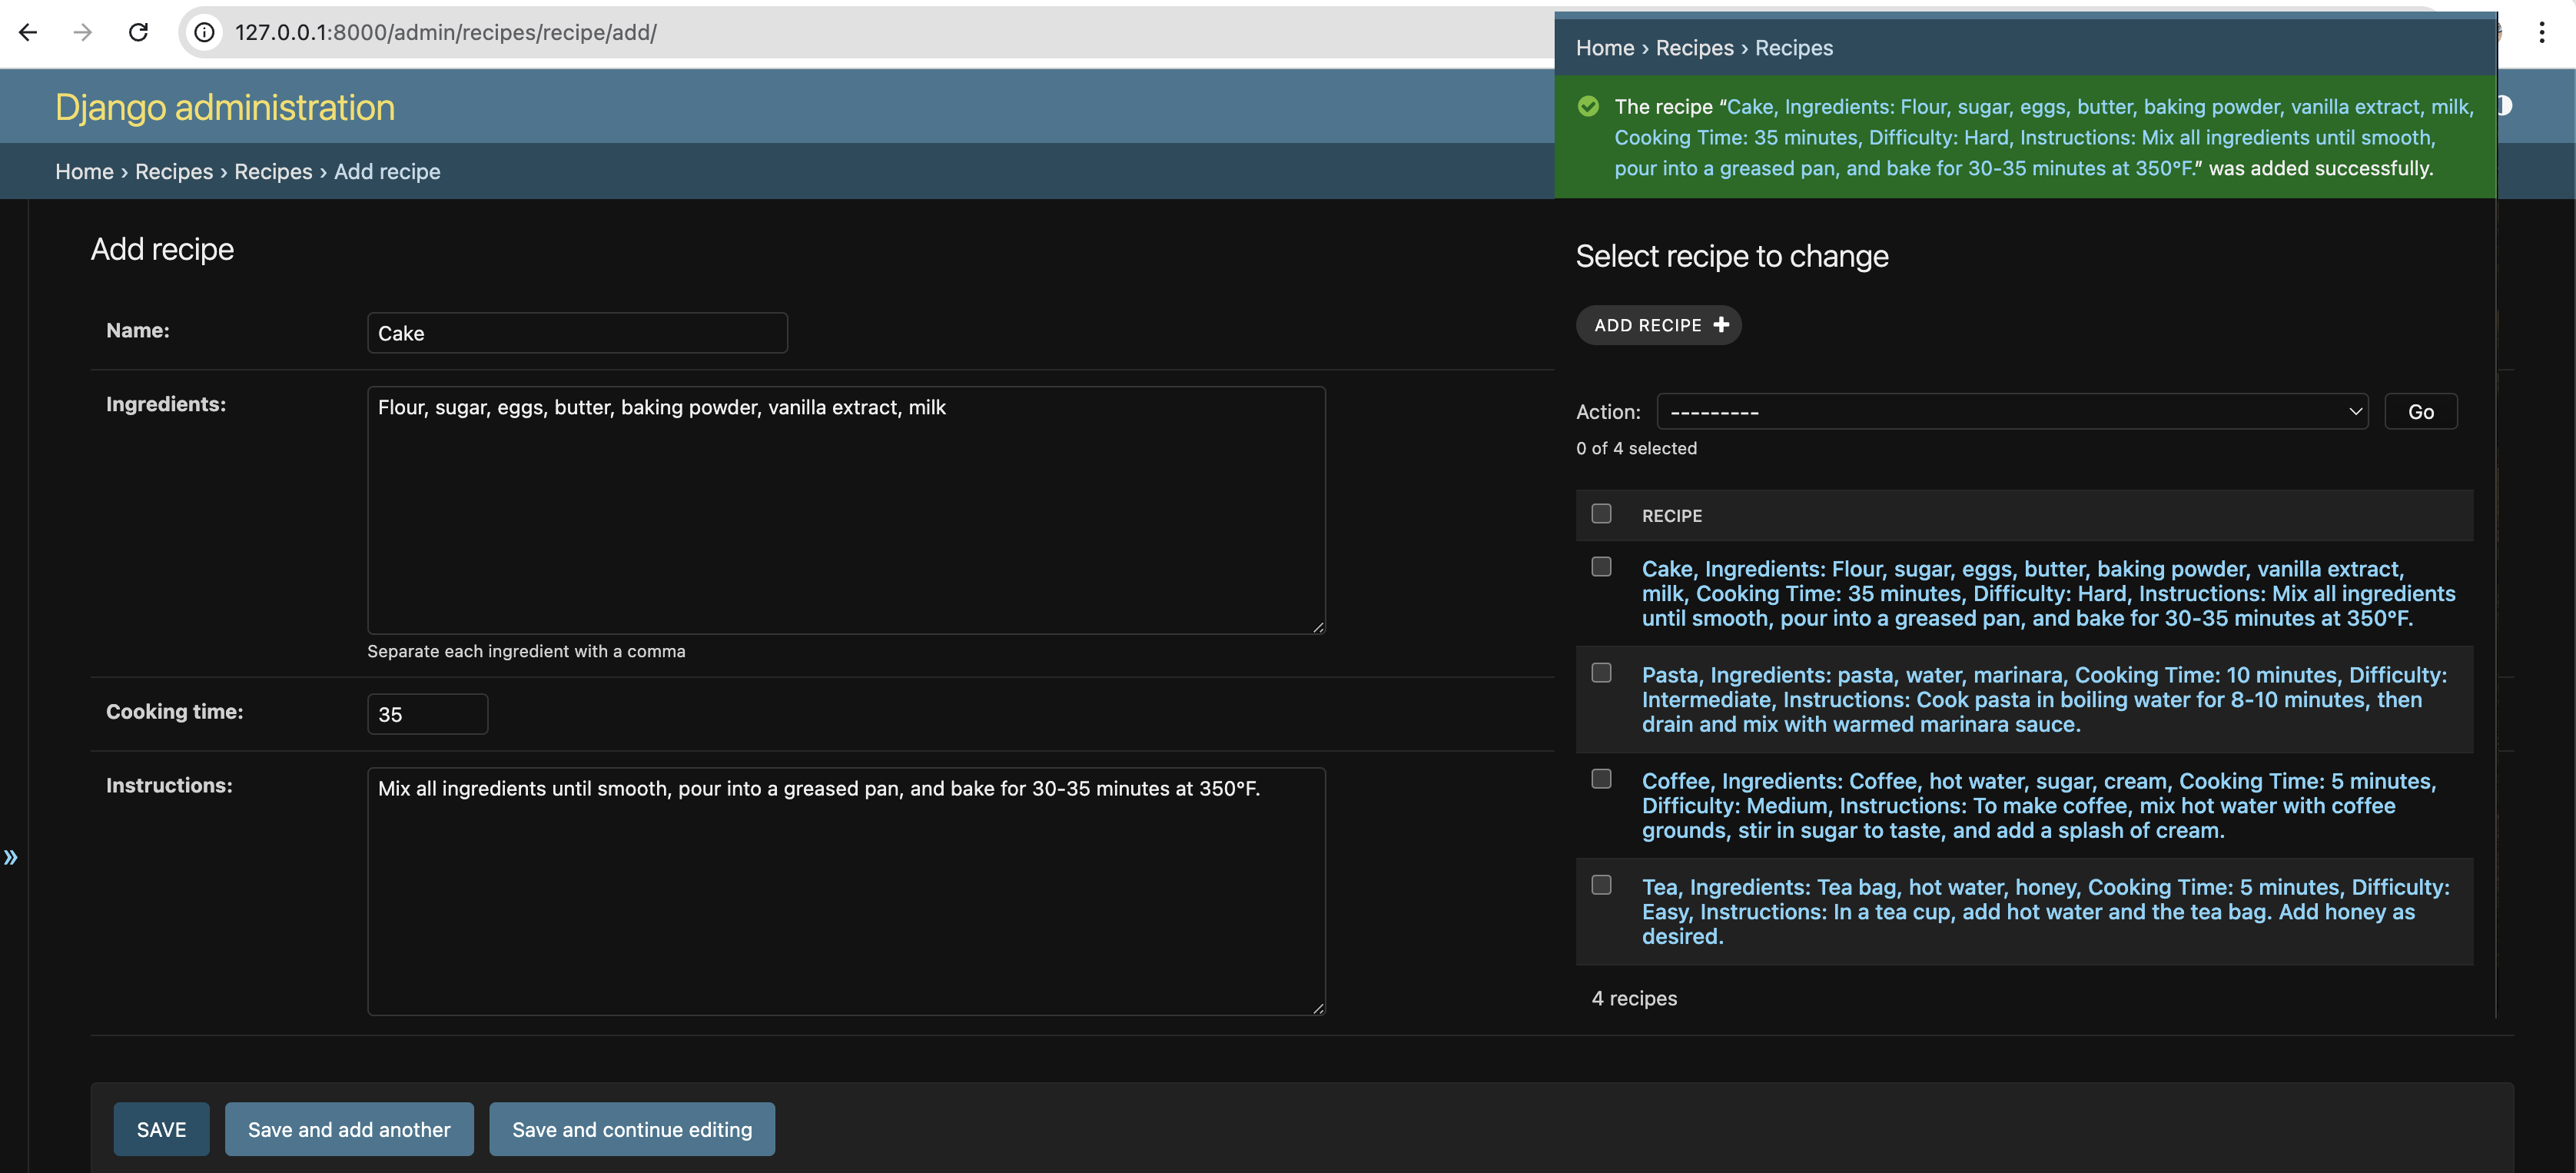 127.0.0.1:8000/admin/recipes/recipe/add/
Django administration
Home › Recipes › Recipes › Add recipe
Add recipe
Name:
Cake
Ingredients:
Flour, sugar, eggs, butter, baking powder, vanilla extract, milk
Separate each ingredient with a comma
Cooking time:
35
Instructions:
Mix all ingredients until smooth, pour into a greased pan, and bake for 30-35 minutes at 350°F.
»
SAVE
Save and add another
Save and continue editing
Home › Recipes › Recipes
The recipe “Cake, Ingredients: Flour, sugar, eggs, butter, baking powder, vanilla extract, milk,
Cooking Time: 35 minutes, Difficulty: Hard, Instructions: Mix all ingredients until smooth,
pour into a greased pan, and bake for 30-35 minutes at 350°F.” was added successfully.
Select recipe to change
ADD RECIPE +
Action: --------- Go
0 of 4 selected
RECIPE
Cake, Ingredients: Flour, sugar, eggs, butter, baking powder, vanilla extract,
milk, Cooking Time: 35 minutes, Difficulty: Hard, Instructions: Mix all ingredients
until smooth, pour into a greased pan, and bake for 30-35 minutes at 350°F.
Pasta, Ingredients: pasta, water, marinara, Cooking Time: 10 minutes, Difficulty:
Intermediate, Instructions: Cook pasta in boiling water for 8-10 minutes, then
drain and mix with warmed marinara sauce.
Coffee, Ingredients: Coffee, hot water, sugar, cream, Cooking Time: 5 minutes,
Difficulty: Medium, Instructions: To make coffee, mix hot water with coffee
grounds, stir in sugar to taste, and add a splash of cream.
Tea, Ingredients: Tea bag, hot water, honey, Cooking Time: 5 minutes, Difficulty:
Easy, Instructions: In a tea cup, add hot water and the tea bag. Add honey as
desired.
4 recipes